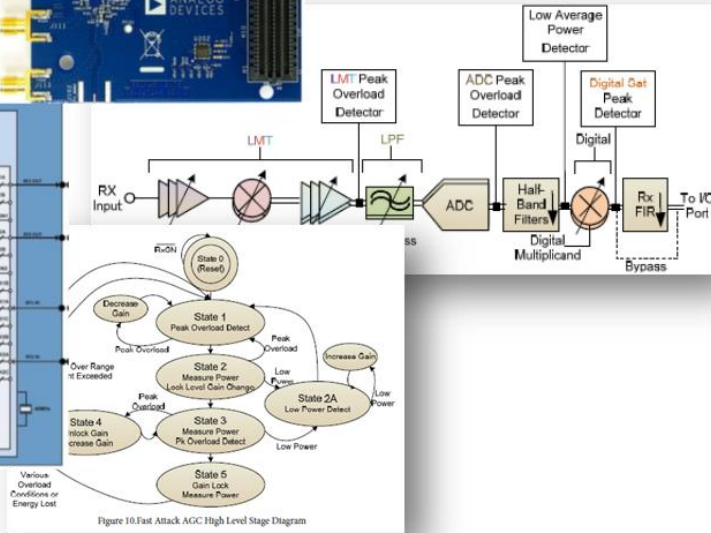 ANALOG
DEVICES
Low Average
Power
Detector
LMT Peak
Overload
Detector
ADC Peak
Overload
Detector
Digital Sat
Peak
Detector
LMT
LPF
Digital
RX
Input
ADC
Half-
Band
Filters
Rx
FIR
To I/O
Port
Digital
Multiplicand
Bypass
ss
RxON
State 0
(Reset)
Decrease
Gain
State 1
Peak Overload Detect
Peak Overload
Peak
Overload
Over Range
nt Exceeded
State 2
Measure Power
Lock Level Gain Change
Low
Power
Increase Gain
State 2A
Low Power Detect
Low
Power
Peak
Overload
State 4
nlock Gain
crease Gain
State 3
Measure Power
Pk Overload Detect
Low Power
State 5
Gain Lock
Measure Power
Various
Overload
Conditions or
Energy Lost
Figure 10.Fast Attack AGC High Level Stage Diagram